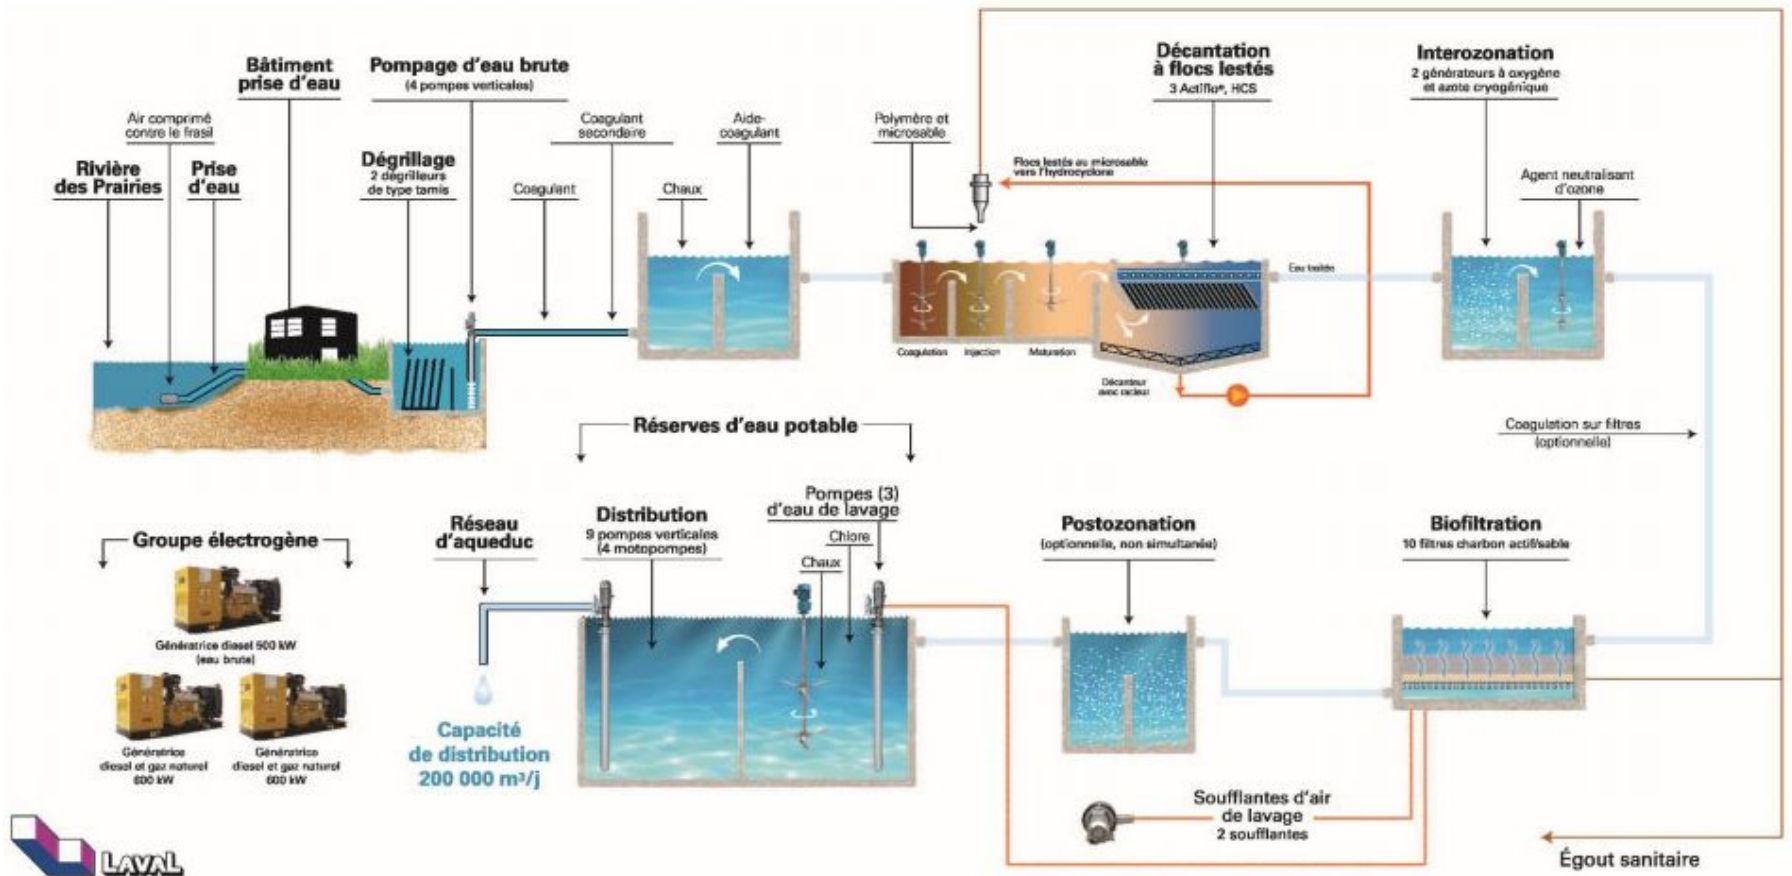 Rivière
des Prairies
Air comprimé
contre le frasil
Prise
d'eau
Bâtiment
prise d'eau
Pompage d'eau brute
(4 pompes verticales)
Dégrillage
2 dégrilleurs
de type tamis
Coagulant
Coagulant
secondaire
Chaux
Aide-
coagulant
Polymère et
microsable
Flocs lestés au microsable
vers l'hydrocyclone
Décantation
à flocs lestés
3 Actiflo®, HCS
Coagulation
Injection
Maturation
Décanteur
avec racleur
Eau traitée
Interozonation
2 générateurs à oxygène
et azote cryogénique
Agent neutralisant
d'ozone
Coagulation sur filtres
(optionnelle)
Biofiltration
10 filtres charbon actif/sable
Postozonation
(optionnelle, non simultanée)
Réserves d'eau potable
Pompes (3)
d'eau de lavage
Chlore
Chaux
Distribution
9 pompes verticales
(4 motopompes)
Réseau
d'aqueduc
Capacité
de distribution
200 000 m³/j
Groupe électrogène
Génératrice diesel 500 kW
(eau brute)
Génératrice
diesel et gaz naturel
600 kW
Génératrice
diesel et gaz naturel
600 kW
Soufflantes d'air
de lavage
2 soufflantes
Égout sanitaire
LAVAL